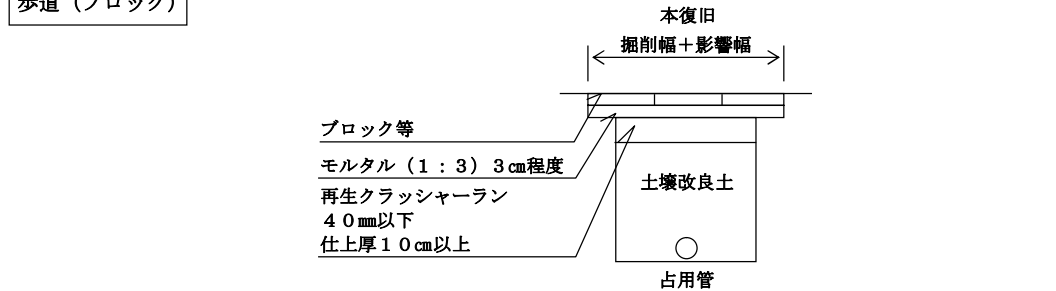 歩道（ブロック）
本復旧
掘削幅＋影響幅
ブロック等
モルタル（１：３）３㎝程度
再生クラッシャーラン
４０㎜以下
仕上厚１０㎝以上
土壌改良土
占用管